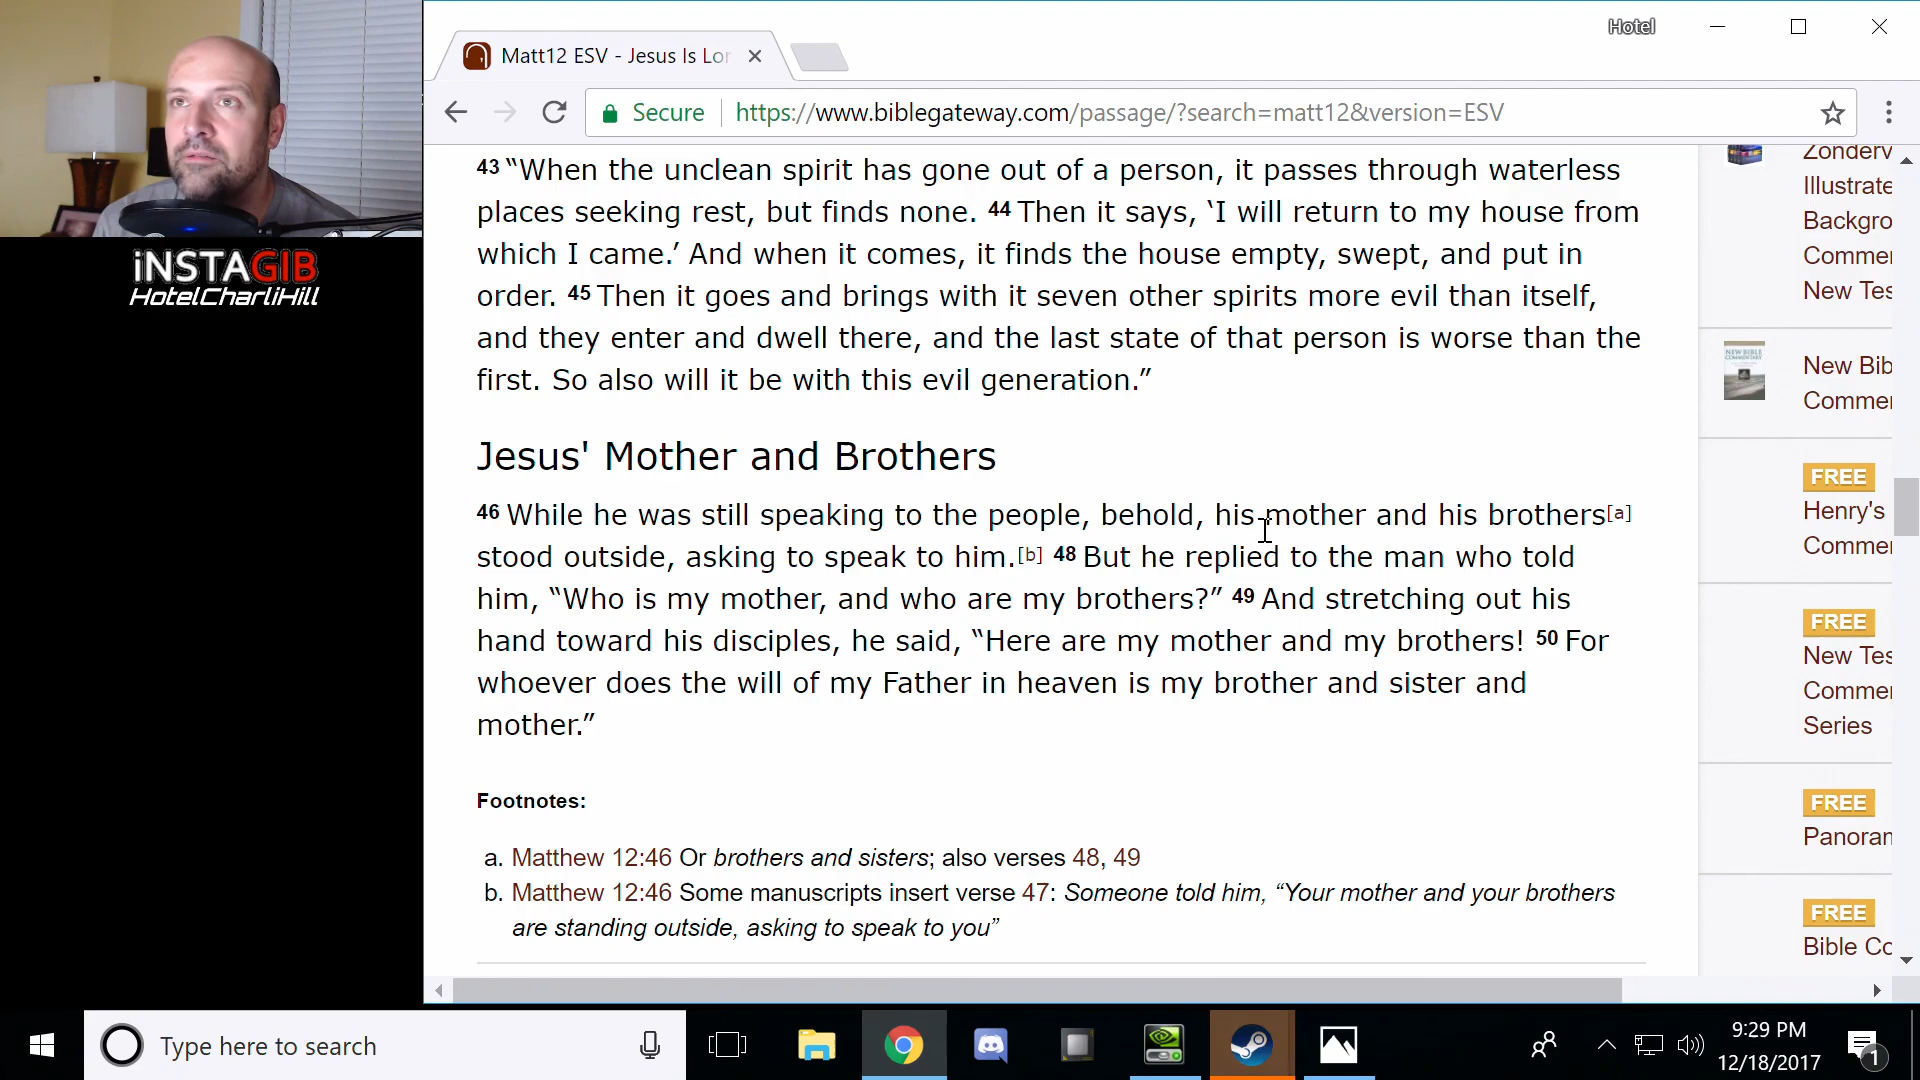 Hotel
Matt12 ESV - Jesus Is Lor
Secure
https://www.biblegateway.com/passage/?search=matt12&version=ESV
iNSTAGIB
HotelCharliHill
43 “When the unclean spirit has gone out of a person, it passes through waterless
places seeking rest, but finds none. 44 Then it says, ‘I will return to my house from
which I came.’ And when it comes, it finds the house empty, swept, and put in
order. 45 Then it goes and brings with it seven other spirits more evil than itself,
and they enter and dwell there, and the last state of that person is worse than the
first. So also will it be with this evil generation.”
Jesus' Mother and Brothers
46 While he was still speaking to the people, behold, his mother and his brothers[a]
stood outside, asking to speak to him.[b] 48 But he replied to the man who told
him, “Who is my mother, and who are my brothers?” 49 And stretching out his
hand toward his disciples, he said, “Here are my mother and my brothers! 50 For
whoever does the will of my Father in heaven is my brother and sister and
mother.”
Footnotes:
a. Matthew 12:46 Or brothers and sisters; also verses 48, 49
b. Matthew 12:46 Some manuscripts insert verse 47: Someone told him, “Your mother and your brothers
are standing outside, asking to speak to you”
Zonderv
Illustrate
Backgro
Comme
New Tes
NEW BIBLE
COMMENTARY
New Bib
Commer
FREE
Henry's
Comme
FREE
New Tes
Comme
Series
FREE
Panoran
FREE
Bible Co
Type here to search
9:29 PM
12/18/2017
1